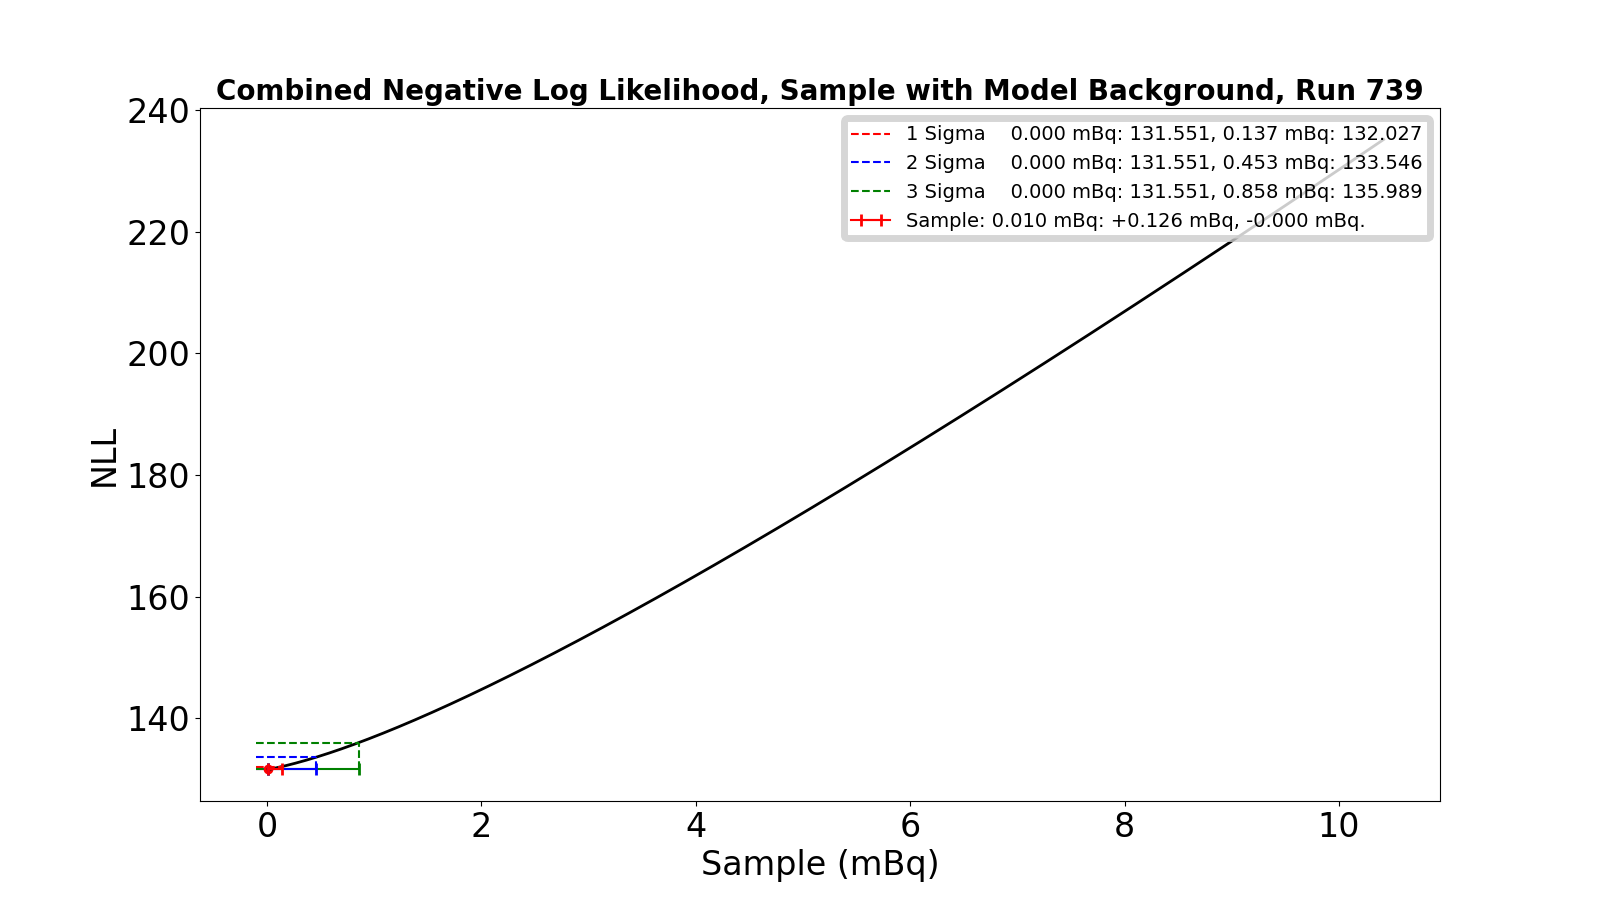 Combined Negative Log Likelihood, Sample with Model Background, Run 739
240
220
200
180
160
140
NLL
1 Sigma    0.000 mBq: 131.551, 0.137 mBq: 132.027
2 Sigma    0.000 mBq: 131.551, 0.453 mBq: 133.546
3 Sigma    0.000 mBq: 131.551, 0.858 mBq: 135.989
Sample: 0.010 mBq: +0.126 mBq, -0.000 mBq.
0 2 4 6 8 10
Sample (mBq)